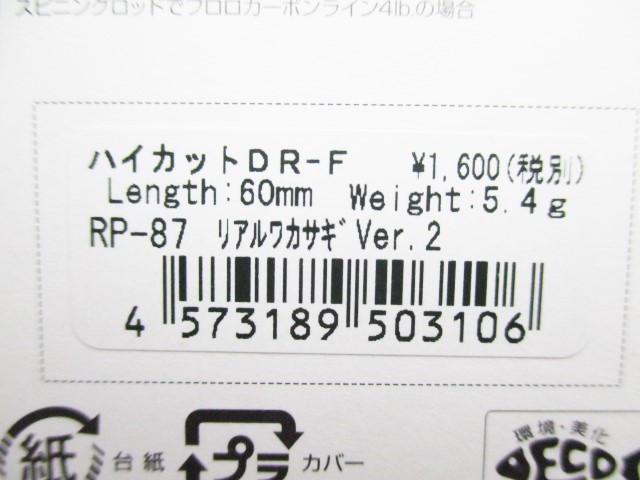 スピニングロッドでフロロカーボンライン4lb.の場合
ハイカットDR-F ¥1,600(税別)
Length:60mm Weight:5.4g
RP-87 ﾘｱﾙﾜｶｻｷﾞ Ver.2
4 573189 503106
紙 台紙 プラ カバー
環境・美化
DECDE